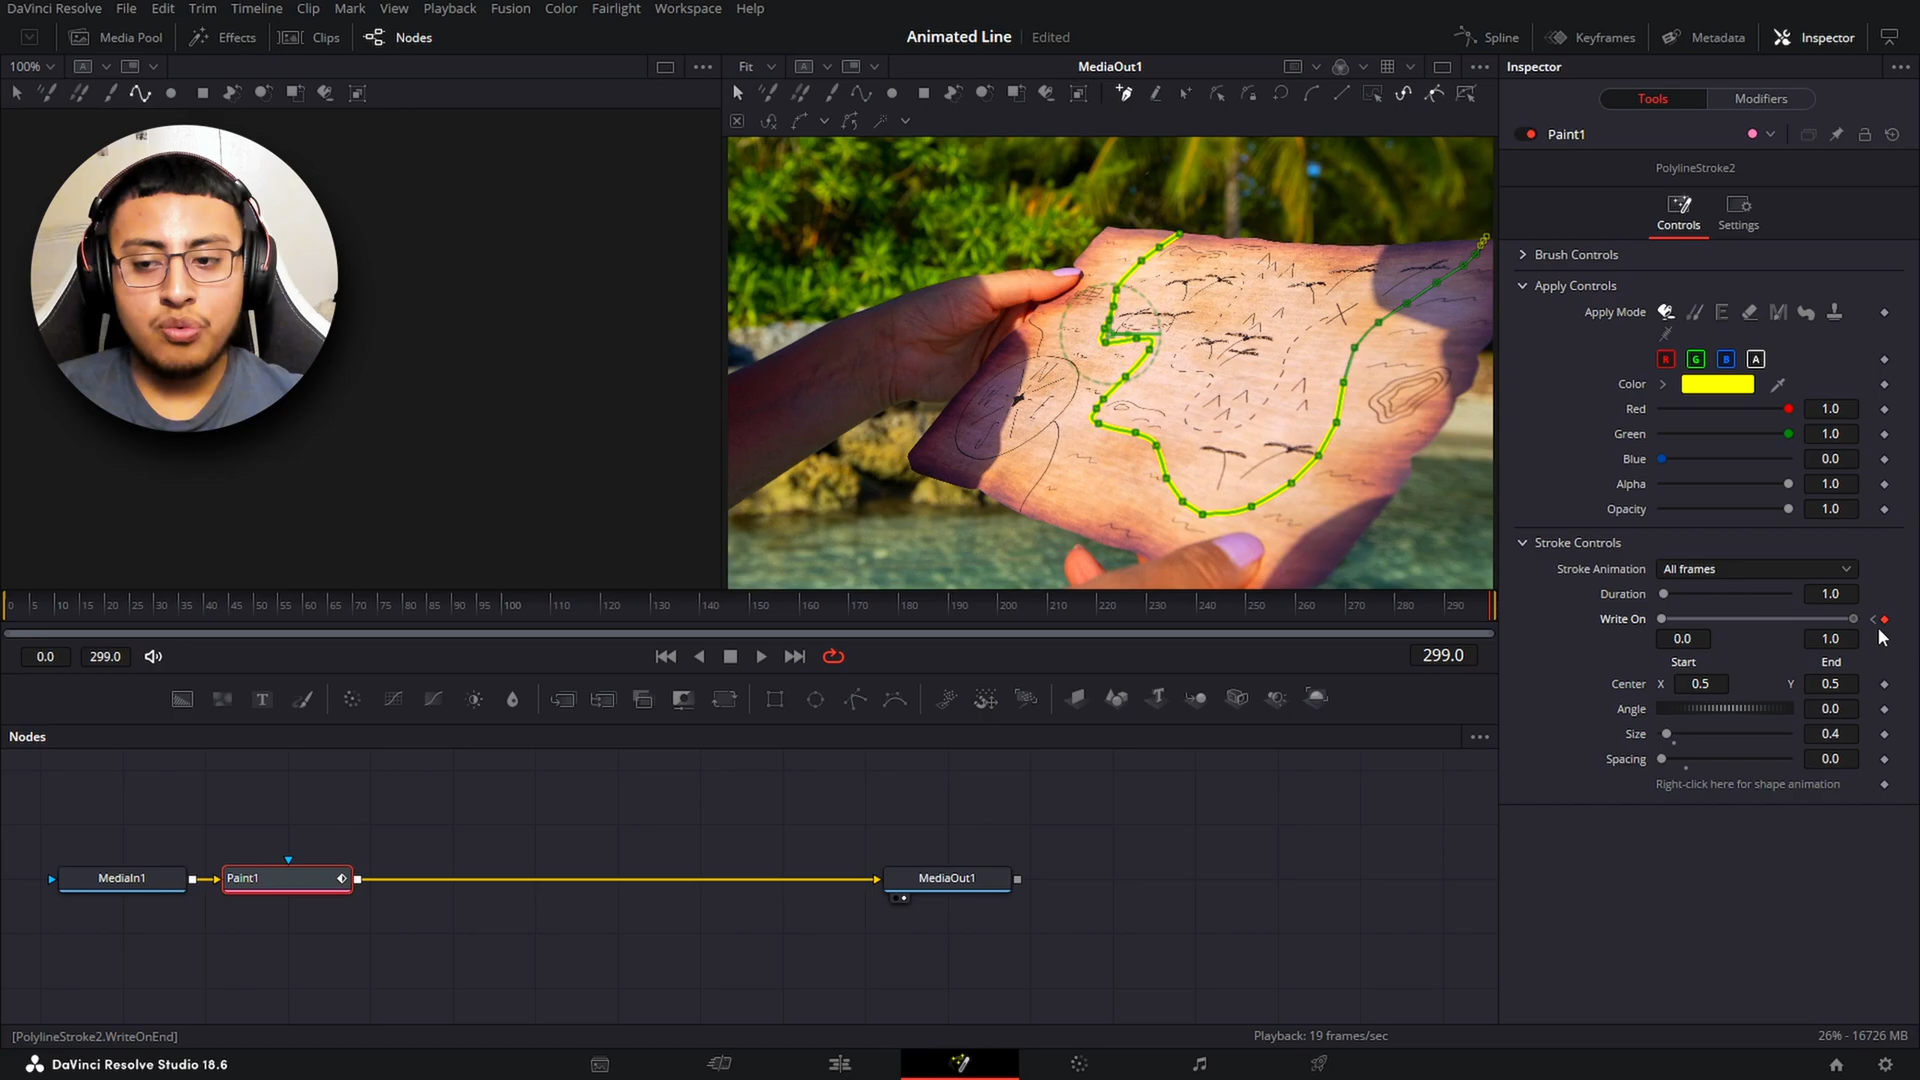 DaVinci Resolve File Edit Trim Timeline Clip Mark View Playback Fusion Color Fairlight Workspace Help
Media Pool Effects Clips Nodes Animated Line Edited Spline Keyframes Metadata Inspector
100% Fit MediaOut1 Inspector
Tools Modifiers
Paint1
PolylineStroke2
Controls Settings
Brush Controls
Apply Controls
Apply Mode
R G B A
Color
Red 1.0
Green 1.0
Blue 0.0
Alpha 1.0
Opacity 1.0
Stroke Controls
Stroke Animation All frames
Duration 1.0
Write On
0.0 1.0
Start End
Center X 0.5 Y 0.5
Angle 0.0
Size 0.4
Spacing 0.0
Right-click here for shape animation
0 5 10 15 20 25 30 35 40 45 50 55 60 65 70 75 80 85 90 95 100 110 120 130 140 150 160 170 180 190 200 210 220 230 240 250 260 270 280 290
0.0 299.0 299.0
Nodes
MediaIn1 Paint1 MediaOut1
[PolylineStroke2.WriteOnEnd] Playback: 19 frames/sec 26% - 16726 MB
DaVinci Resolve Studio 18.6